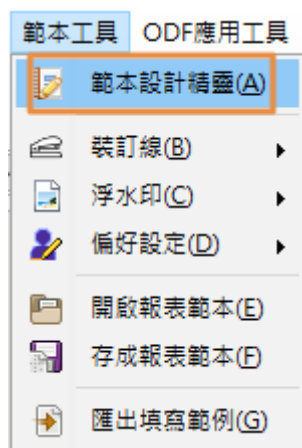 範本工具 ODF應用工具
範本設計精靈(A)
裝訂線(B)
浮水印(C)
偏好設定(D)
開啟報表範本(E)
存成報表範本(F)
匯出填寫範例(G)